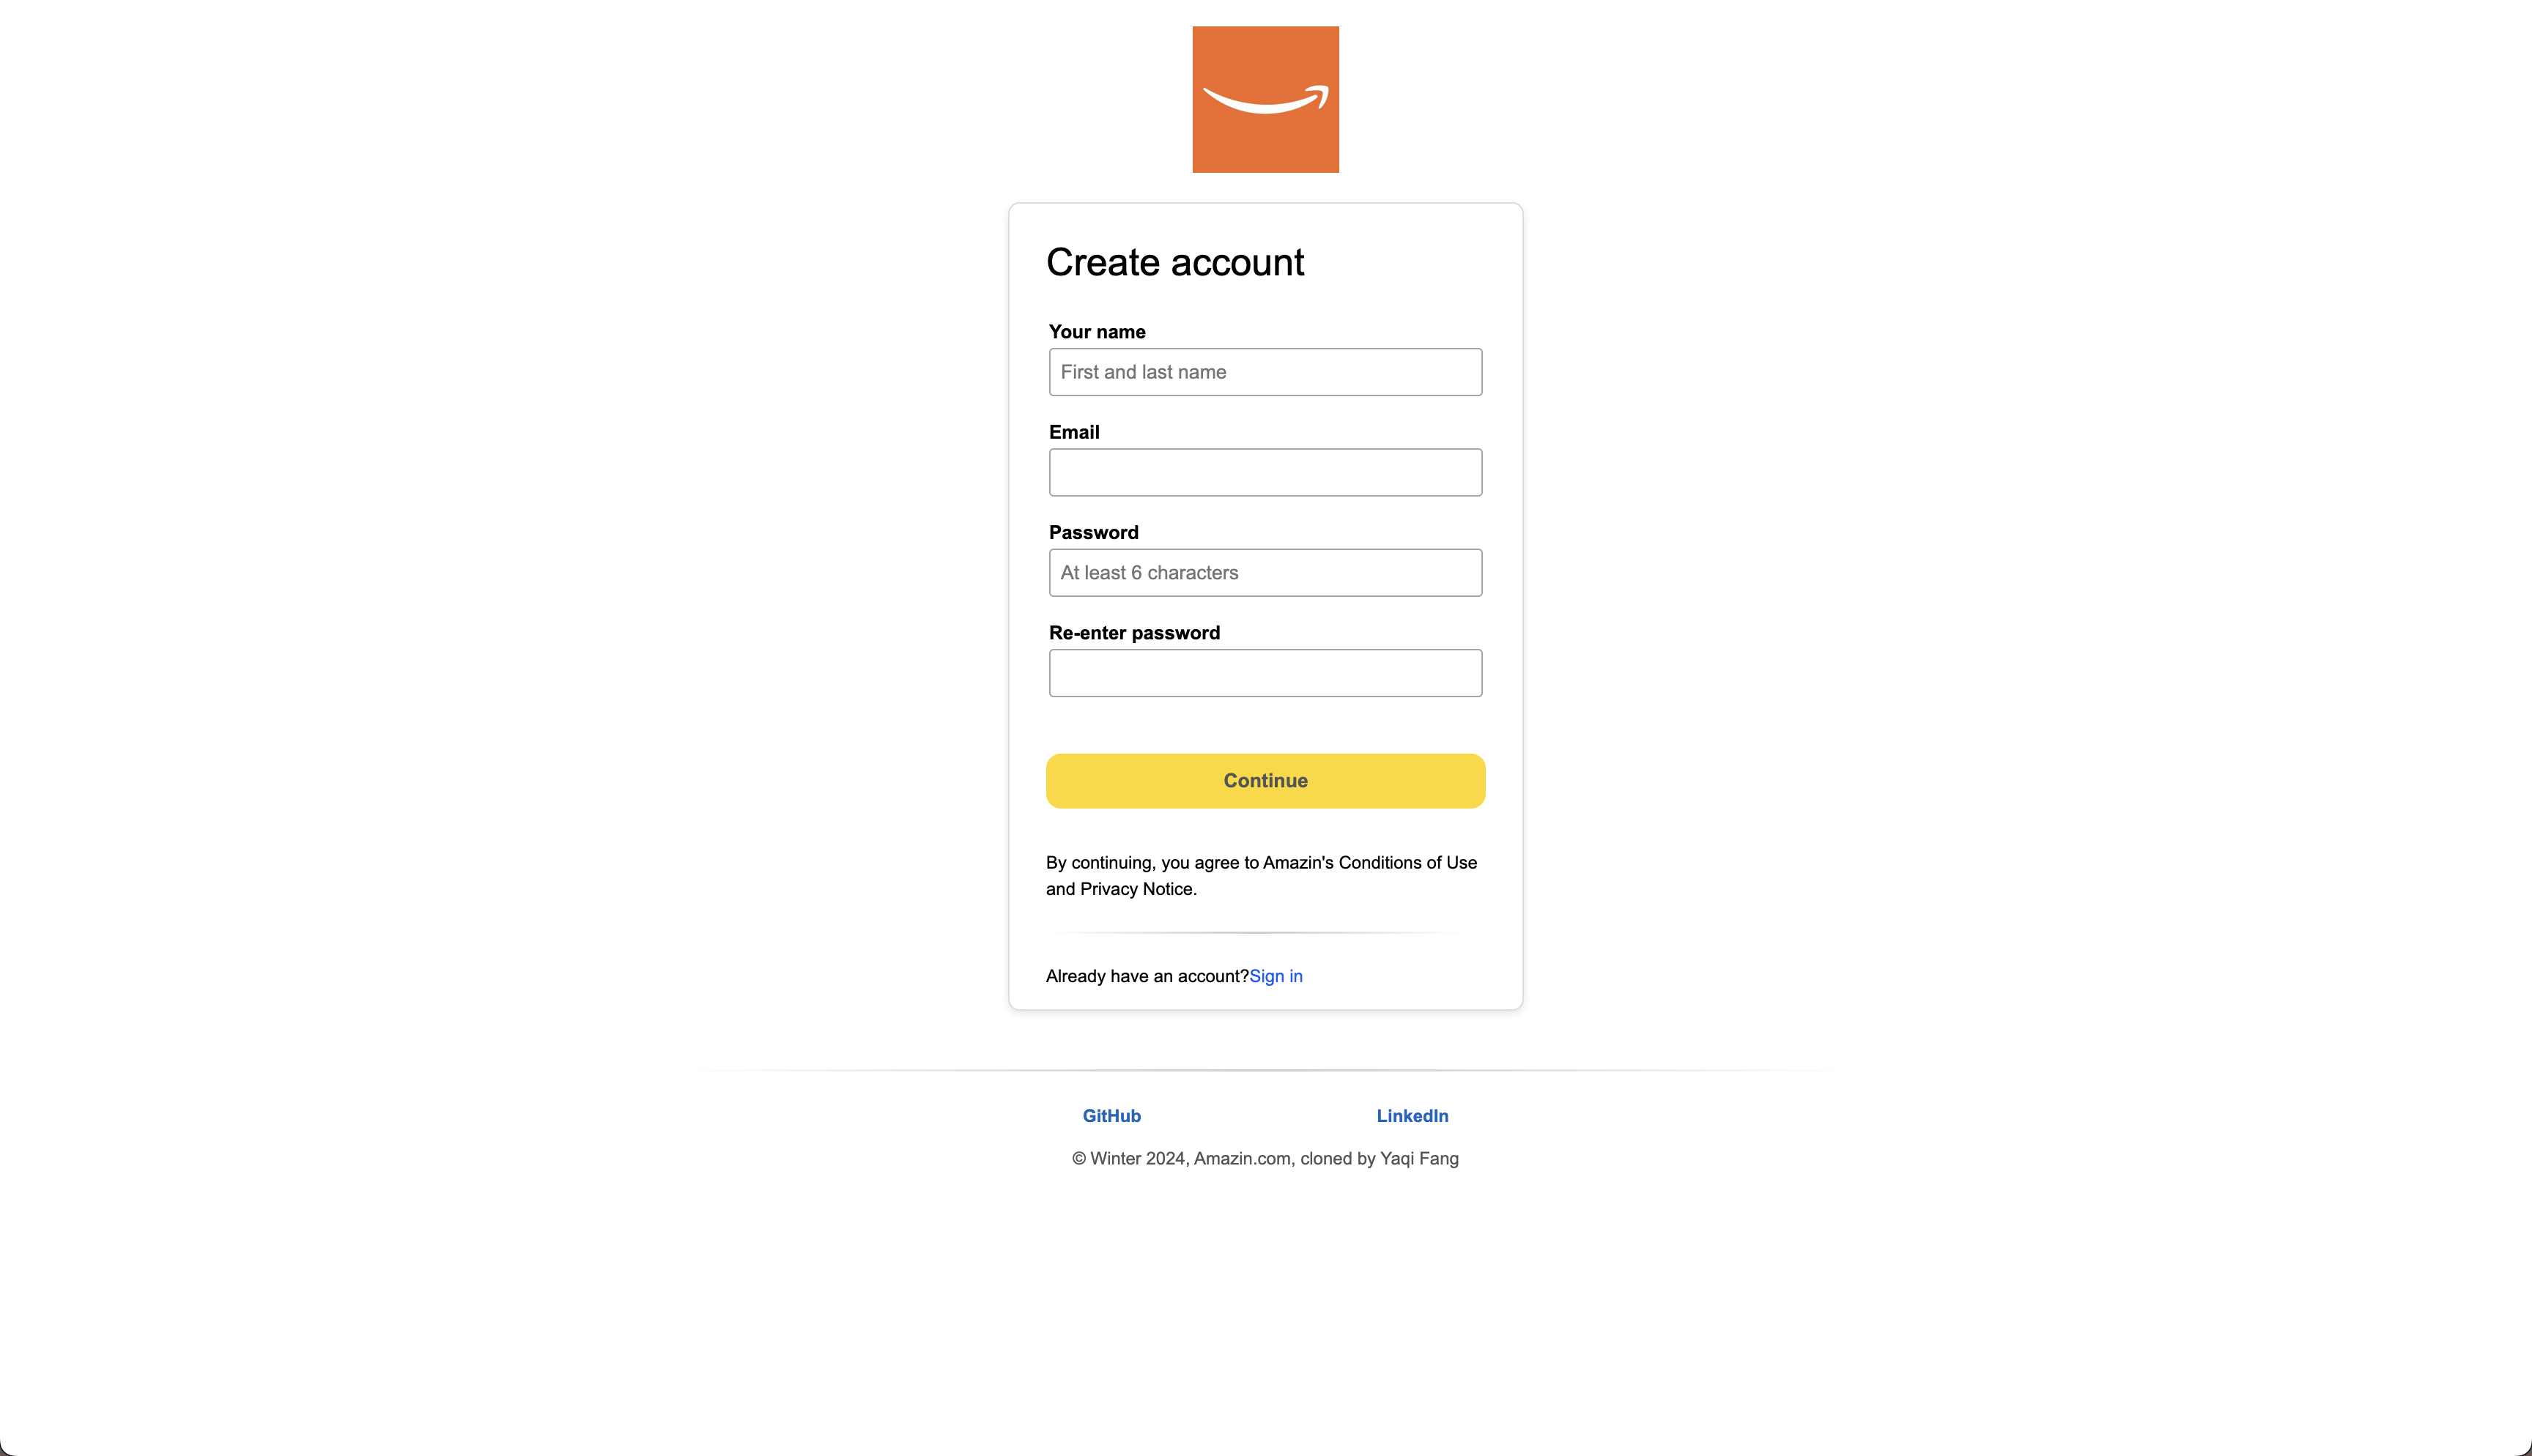 Create account
Your name
First and last name
Email
Password
At least 6 characters
Re-enter password
Continue
By continuing, you agree to Amazin's Conditions of Use
and Privacy Notice.
Already have an account?Sign in
GitHub LinkedIn
© Winter 2024, Amazin.com, cloned by Yaqi Fang